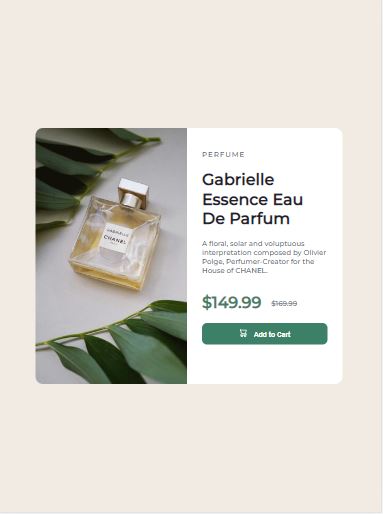 PERFUME
Gabrielle
Essence Eau
De Parfum
A floral, solar and voluptuous
interpretation composed by Olivier
Polge, Perfumer-Creator for the
House of CHANEL.
$149.99 $169.99
Add to Cart
GABRIELLE
CHANEL